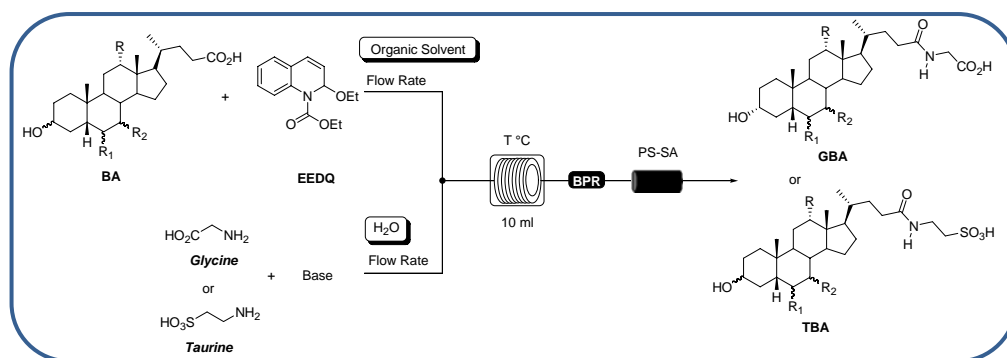 R
CO2H
HO
H
R1
R2
BA
+
N
OEt
O
OEt
EEDQ
Organic Solvent
Flow Rate
HO2C
NH2
Glycine
or
HO3S
NH2
Taurine
+
Base
H2O
Flow Rate
T °C
10 ml
BPR
PS-SA
R
O
N
H
CO2H
HO
H
R1
R2
GBA
or
R
O
N
H
SO3H
HO
H
R1
R2
TBA